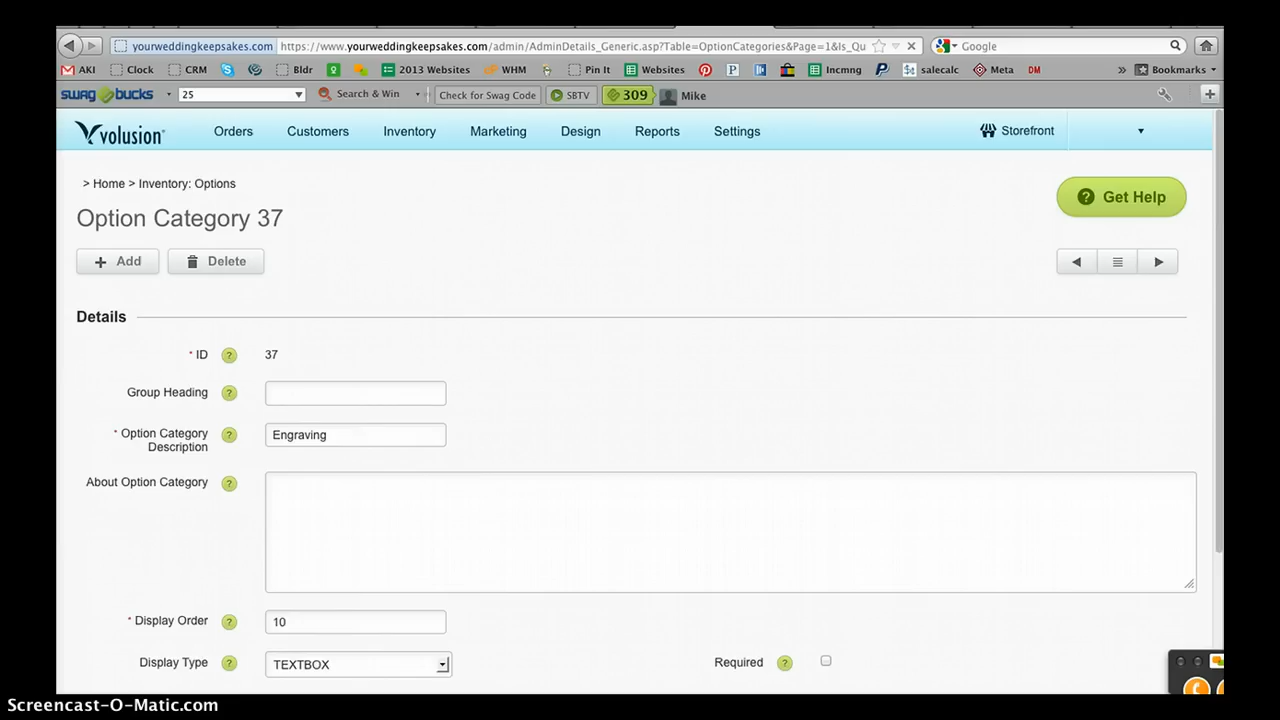 yourweddingkeepsakes.com https://www.yourweddingkeepsakes.com/admin/AdminDetails_Generic.asp?Table=OptionCategories&Page=1&Is_Qu Google
AKI Clock CRM Bldr 2013 Websites WHM Pin It Websites Incmng salecalc Meta DM » Bookmarks
swagbucks 25 Search & Win Check for Swag Code SBTV 309 Mike
volusion Orders Customers Inventory Marketing Design Reports Settings Storefront
> Home > Inventory: Options
Get Help
Option Category 37
+ Add Delete
Details
* ID ? 37
Group Heading ?
* Option Category Description ? Engraving
About Option Category ?
* Display Order ? 10
Display Type ? TEXTBOX Required ?
Screencast-O-Matic.com